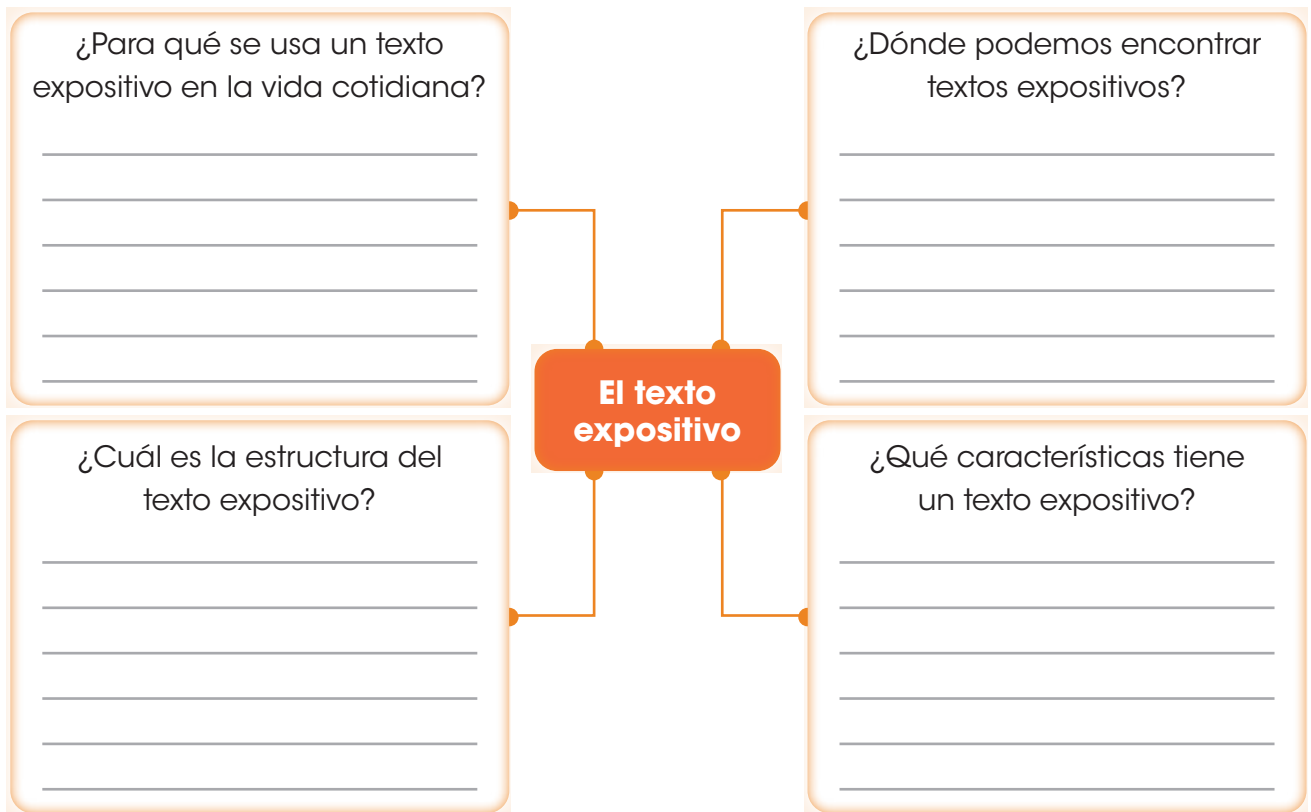 ¿Para qué se usa un texto
expositivo en la vida cotidiana?
¿Dónde podemos encontrar
textos expositivos?
El texto
expositivo
¿Cuál es la estructura del
texto expositivo?
¿Qué características tiene
un texto expositivo?